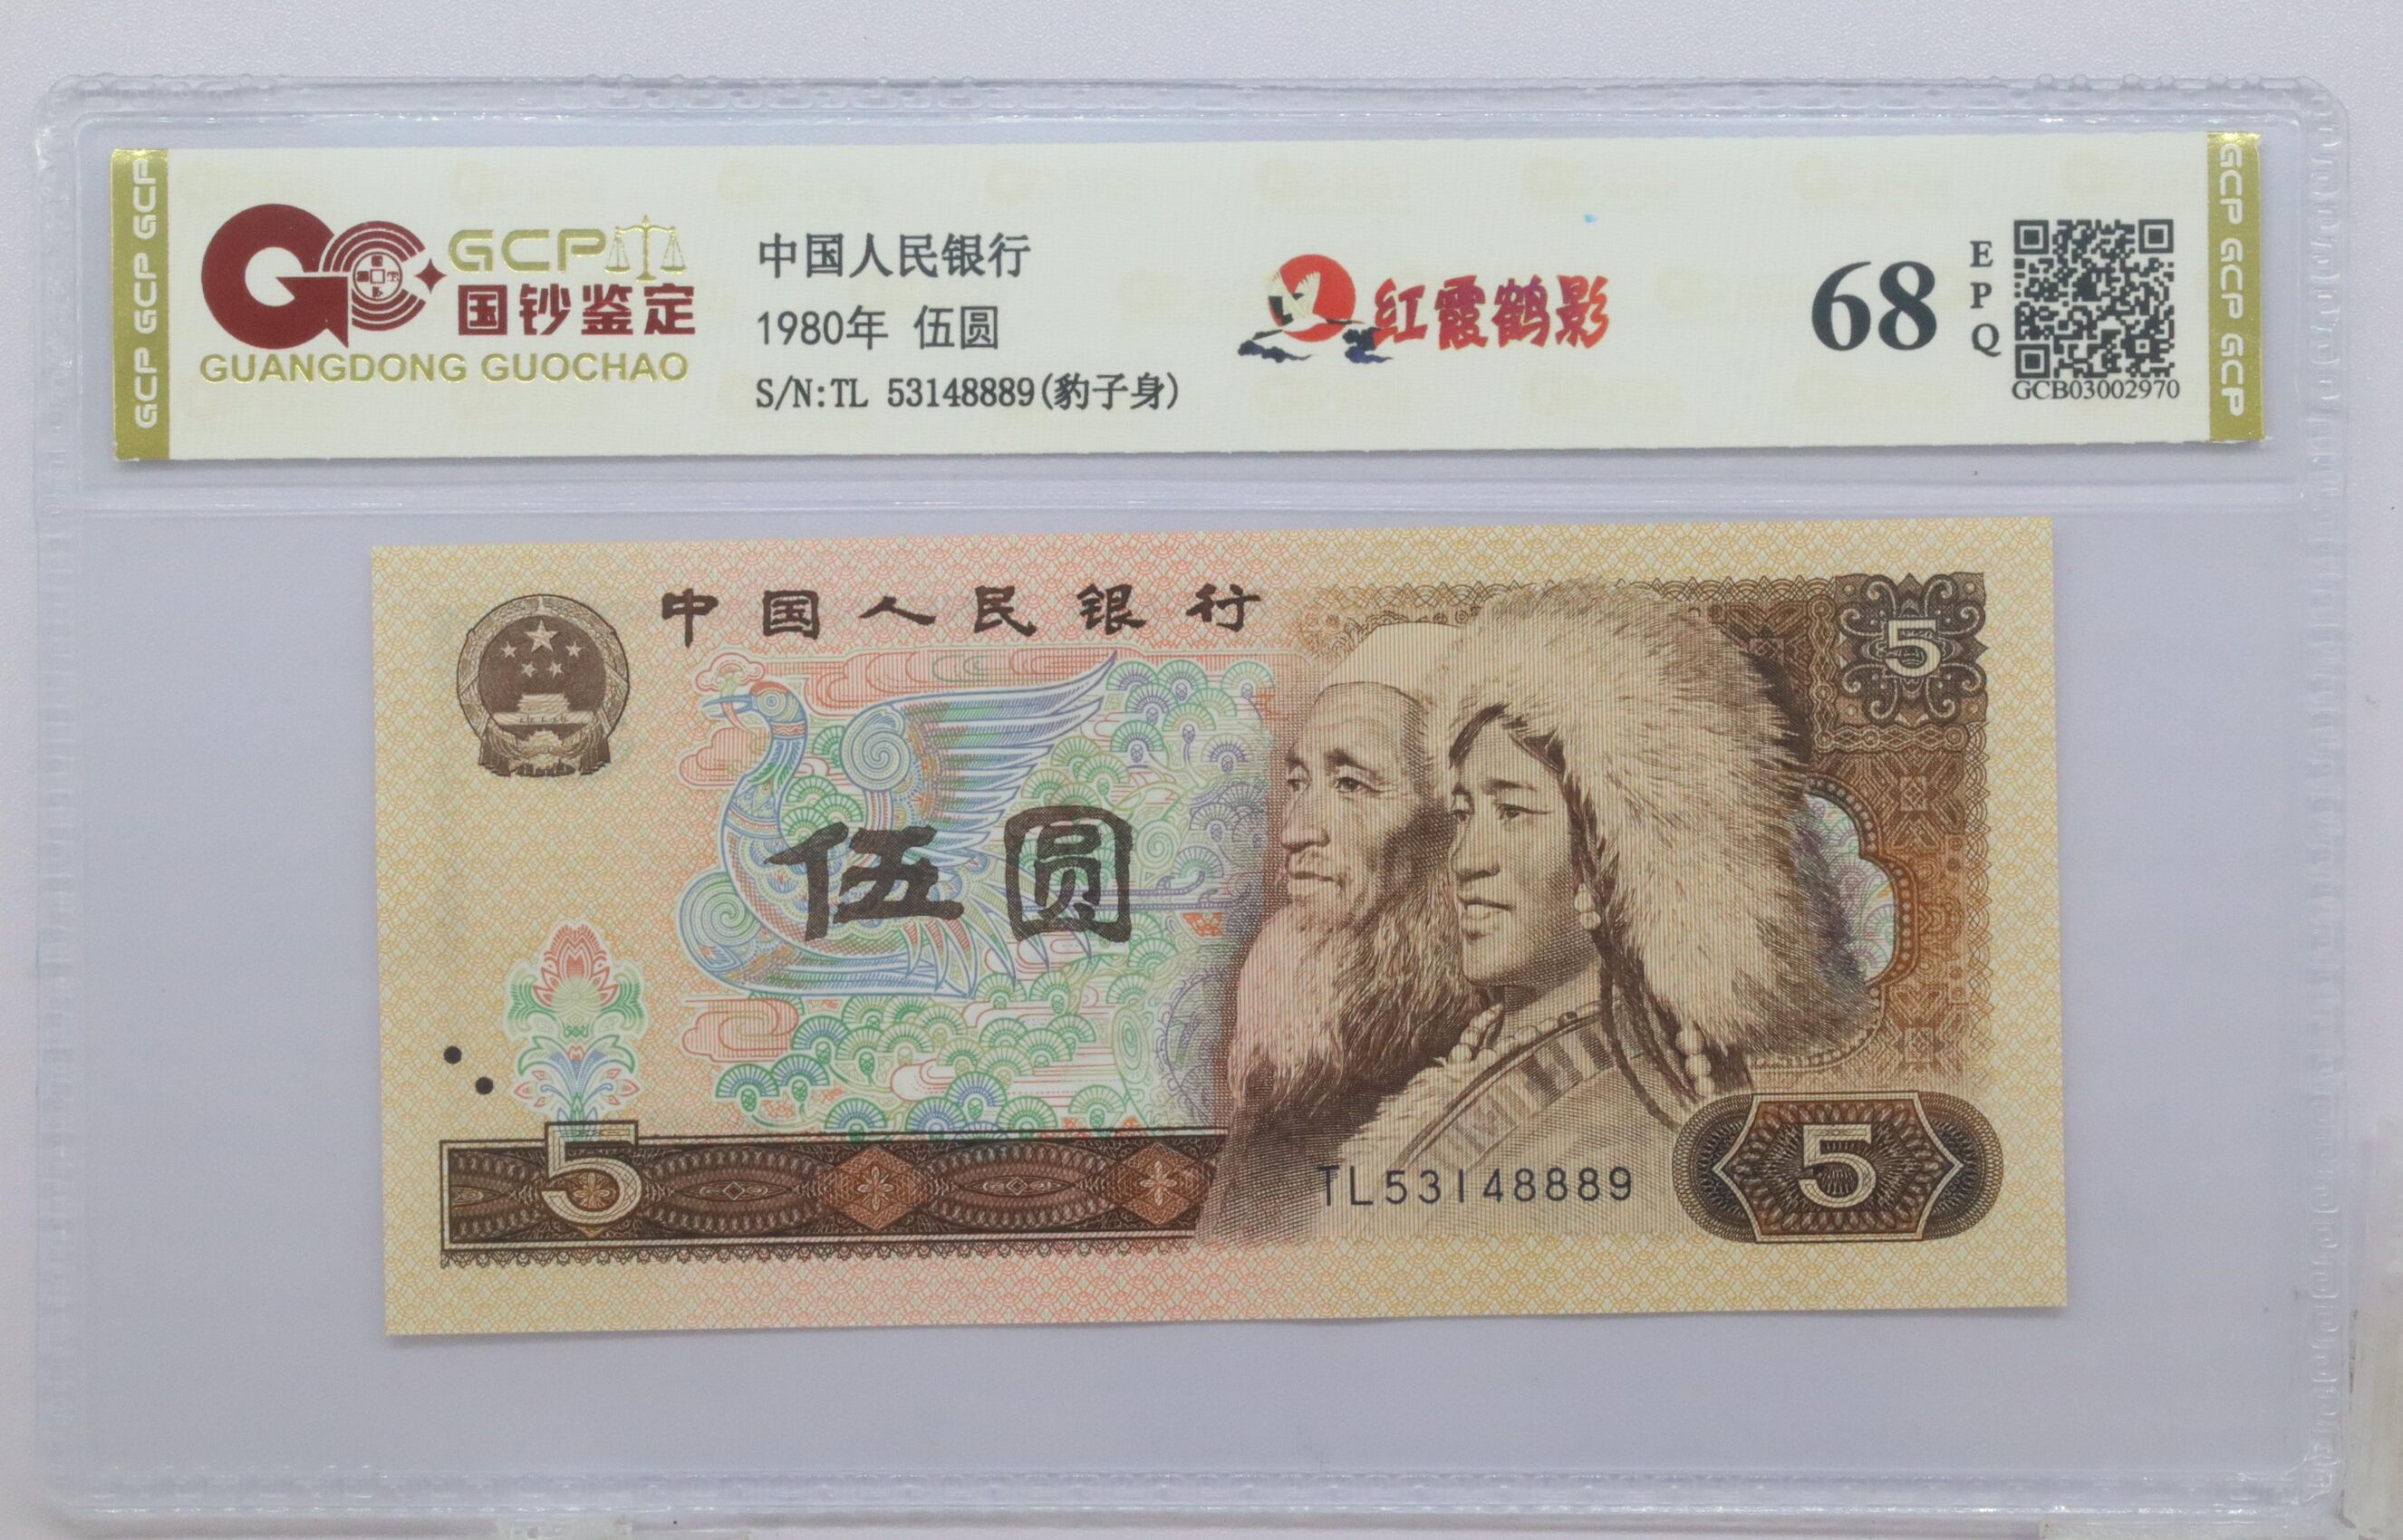 GCP GCP GCP
GCP
国钞鉴定
GUANGDONG GUOCHAO
中国人民银行
1980年 伍圆
S/N:TL 53148889(豹子身)
红霞鹤影
68
EPQ
GCB03002970
GCP GCP GCP
中国人民银行
5
伍圆
5
TL53148889
5